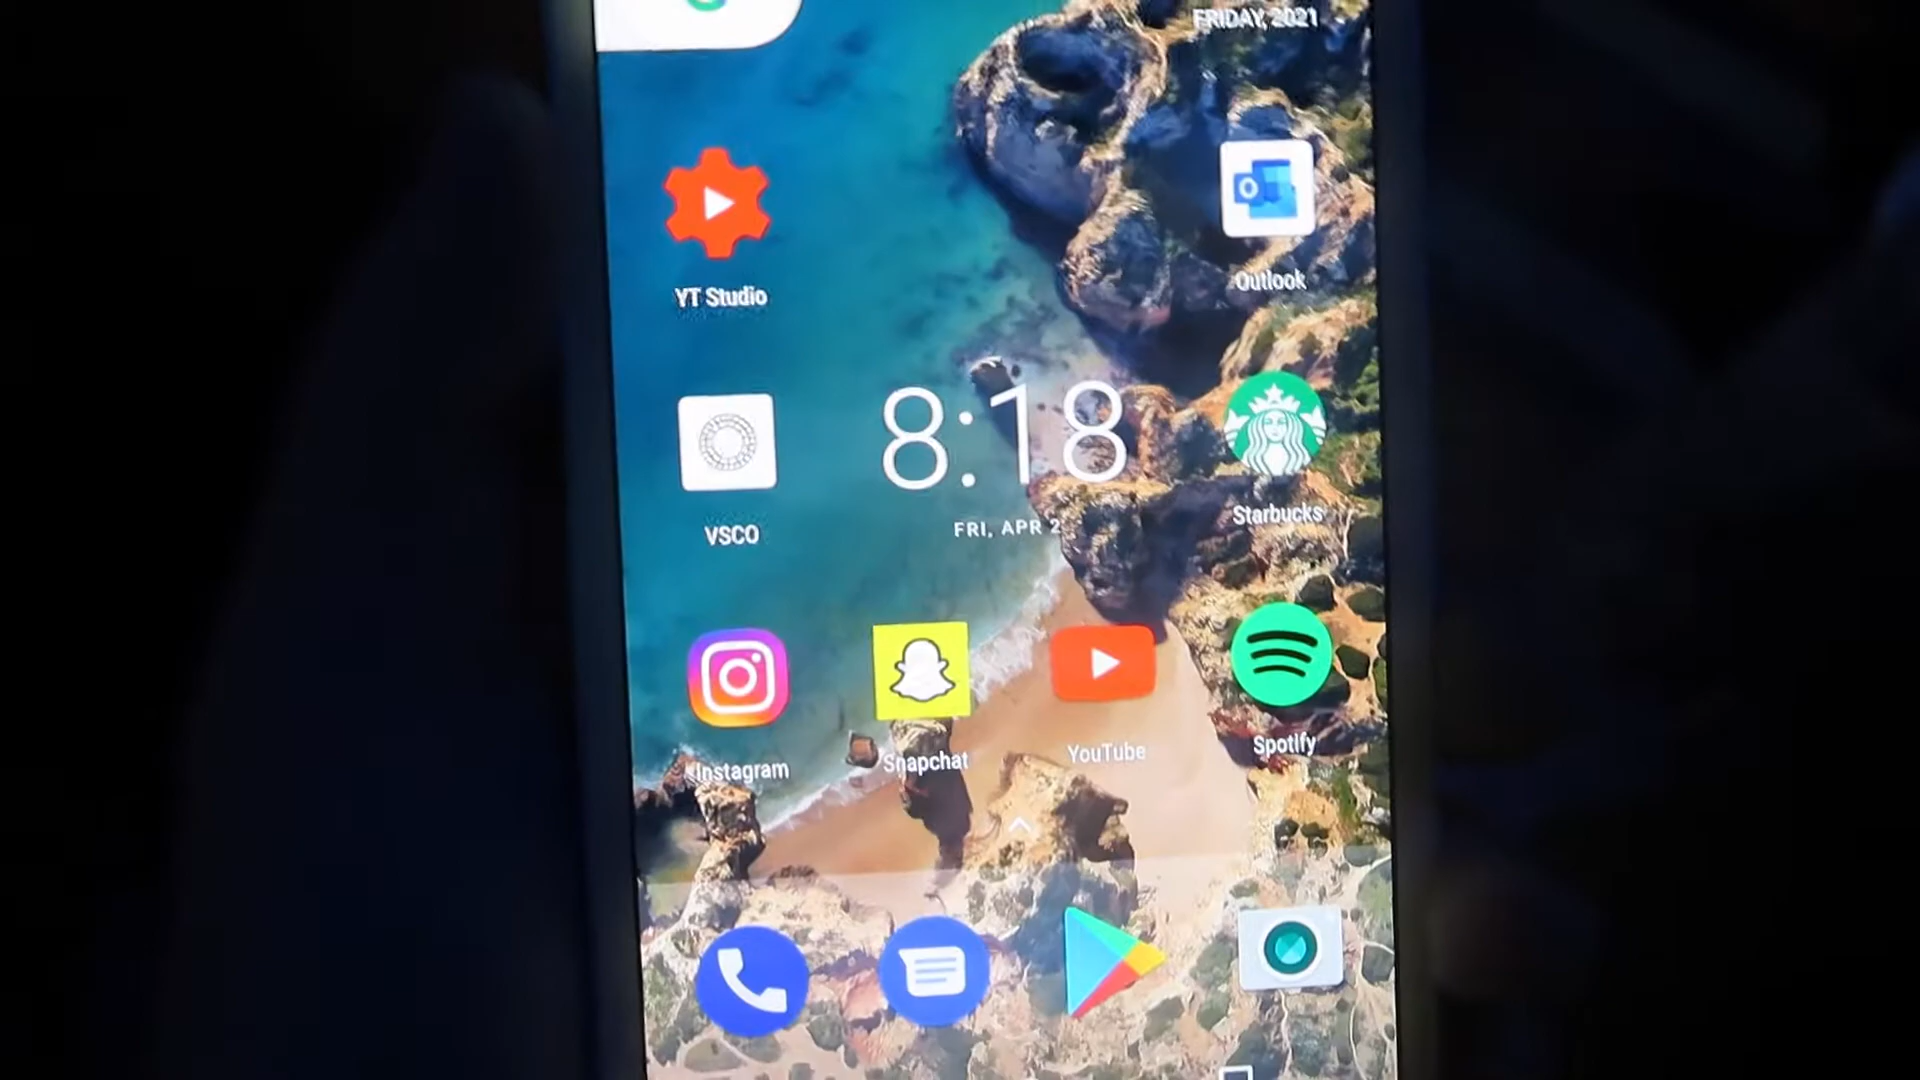 FRIDAY, 2021
YT Studio
Outlook
8:18
FRI, APR 2
VSCO
Starbucks
Instagram
Snapchat
YouTube
Spotify